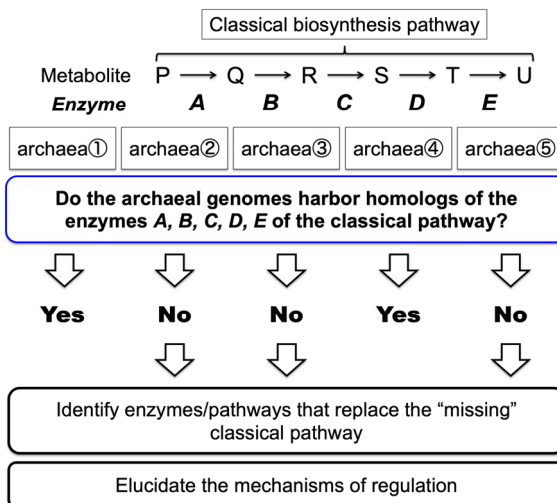 Classical biosynthesis pathway
Metabolite P → Q → R → S → T → U
Enzyme A B C D E
archaea① archaea② archaea③ archaea④ archaea⑤
Do the archaeal genomes harbor homologs of the
enzymes A, B, C, D, E of the classical pathway?
Yes No No Yes No
Identify enzymes/pathways that replace the “missing”
classical pathway
Elucidate the mechanisms of regulation